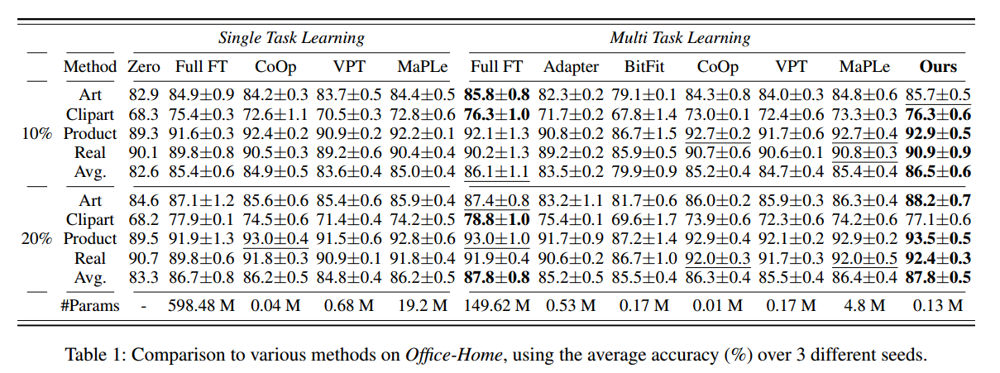 Single Task Learning Multi Task Learning
Method Zero Full FT CoOp VPT MaPLe Full FT Adapter BitFit CoOp VPT MaPLe Ours
Art 82.9 84.9±0.9 84.2±0.3 83.7±0.5 84.4±0.5 85.8±0.8 82.3±0.2 79.1±0.1 84.3±0.8 84.0±0.3 84.8±0.6 85.7±0.5
Clipart 68.3 75.4±0.3 72.6±1.1 70.5±0.3 72.8±0.6 76.3±1.0 71.7±0.2 67.8±1.4 73.0±0.1 72.4±0.6 73.3±0.3 76.3±0.6
10% Product 89.3 91.6±0.3 92.4±0.2 90.9±0.2 92.2±0.1 92.1±1.3 90.8±0.2 86.7±1.5 92.7±0.2 91.7±0.6 92.7±0.4 92.9±0.5
Real 90.1 89.8±0.8 90.5±0.3 89.2±0.6 90.4±0.4 90.2±1.3 89.2±0.2 85.9±0.5 90.7±0.6 90.6±0.1 90.8±0.3 90.9±0.9
Avg. 82.6 85.4±0.6 84.9±0.5 83.6±0.4 85.0±0.4 86.1±1.1 83.5±0.2 79.9±0.9 85.2±0.4 84.7±0.4 85.4±0.4 86.5±0.6
Art 84.6 87.1±1.2 85.6±0.6 85.4±0.6 85.9±0.4 87.4±0.8 83.2±1.1 81.7±0.6 86.0±0.2 85.9±0.3 86.3±0.4 88.2±0.7
Clipart 68.2 77.9±0.1 74.5±0.6 71.4±0.4 74.2±0.5 78.8±1.0 75.4±0.1 69.6±1.7 73.9±0.6 72.3±0.6 74.2±0.6 77.1±0.6
20% Product 89.5 91.9±1.3 93.0±0.4 91.5±0.6 92.8±0.6 93.0±1.0 91.7±0.9 87.2±1.4 92.9±0.4 92.1±0.2 92.9±0.2 93.5±0.5
Real 90.7 89.8±0.6 91.8±0.3 90.9±0.1 91.8±0.4 91.9±0.4 90.6±0.2 86.7±1.0 92.0±0.3 91.7±0.3 92.0±0.5 92.4±0.3
Avg. 83.3 86.7±0.8 86.2±0.5 84.8±0.4 86.2±0.5 87.8±0.8 85.2±0.5 85.5±0.4 86.3±0.4 85.5±0.4 86.4±0.4 87.8±0.5
#Params - 598.48 M 0.04 M 0.68 M 19.2 M 149.62 M 0.53 M 0.17 M 0.01 M 0.17 M 4.8 M 0.13 M
Table 1: Comparison to various methods on Office-Home, using the average accuracy (%) over 3 different seeds.